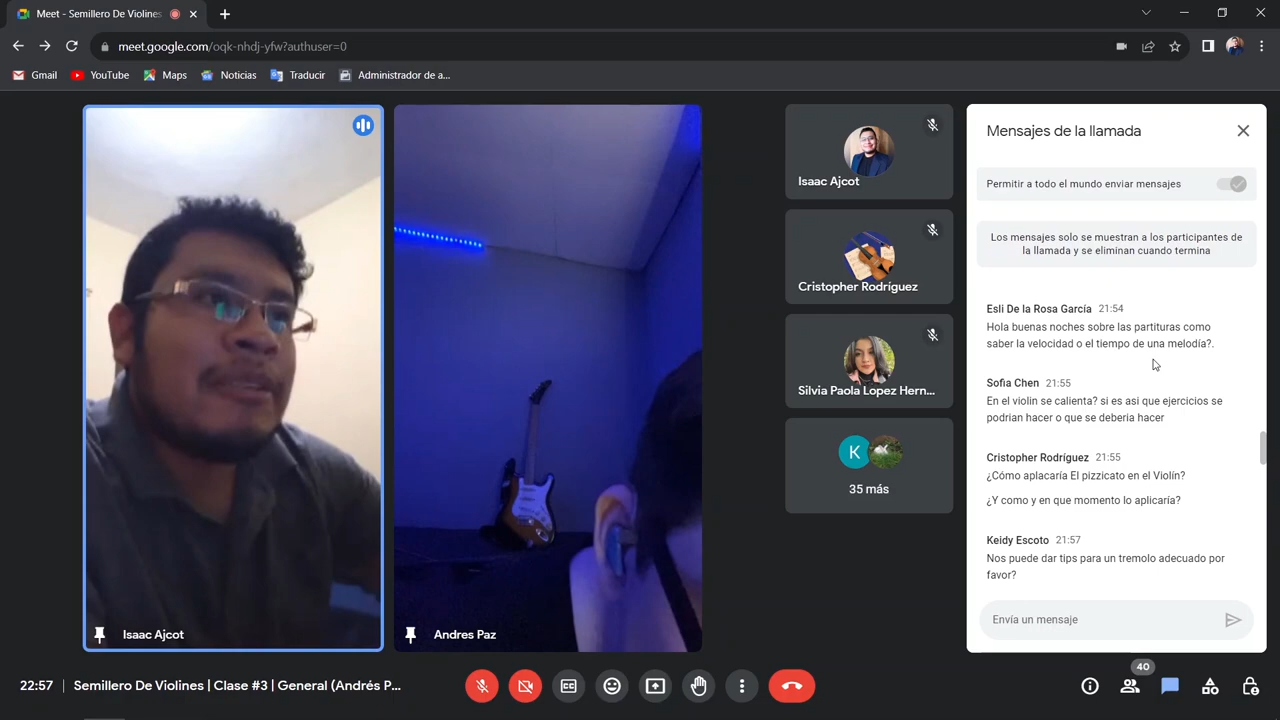 Meet - Semillero De Violines
meet.google.com/oqk-nhdj-yfw?authuser=0
Gmail YouTube Maps Noticias Traducir Administrador de a...
Isaac Ajcot
Andres Paz
Isaac Ajcot
Cristopher Rodríguez
Silvia Paola Lopez Hern...
K
35 más
Mensajes de la llamada
Permitir a todo el mundo enviar mensajes
Los mensajes solo se muestran a los participantes de
la llamada y se eliminan cuando termina
Esli De la Rosa García 21:54
Hola buenas noches sobre las partituras como
saber la velocidad o el tiempo de una melodía?.
Sofia Chen 21:55
En el violin se calienta? si es asi que ejercicios se
podrian hacer o que se deberia hacer
Cristopher Rodríguez 21:55
¿Cómo aplacaría El pizzicato en el Violín?
¿Y como y en que momento lo aplicaría?
Keidy Escoto 21:57
Nos puede dar tips para un tremolo adecuado por
favor?
Envía un mensaje
22:57 | Semillero De Violines | Clase #3 | General (Andrés P...
40